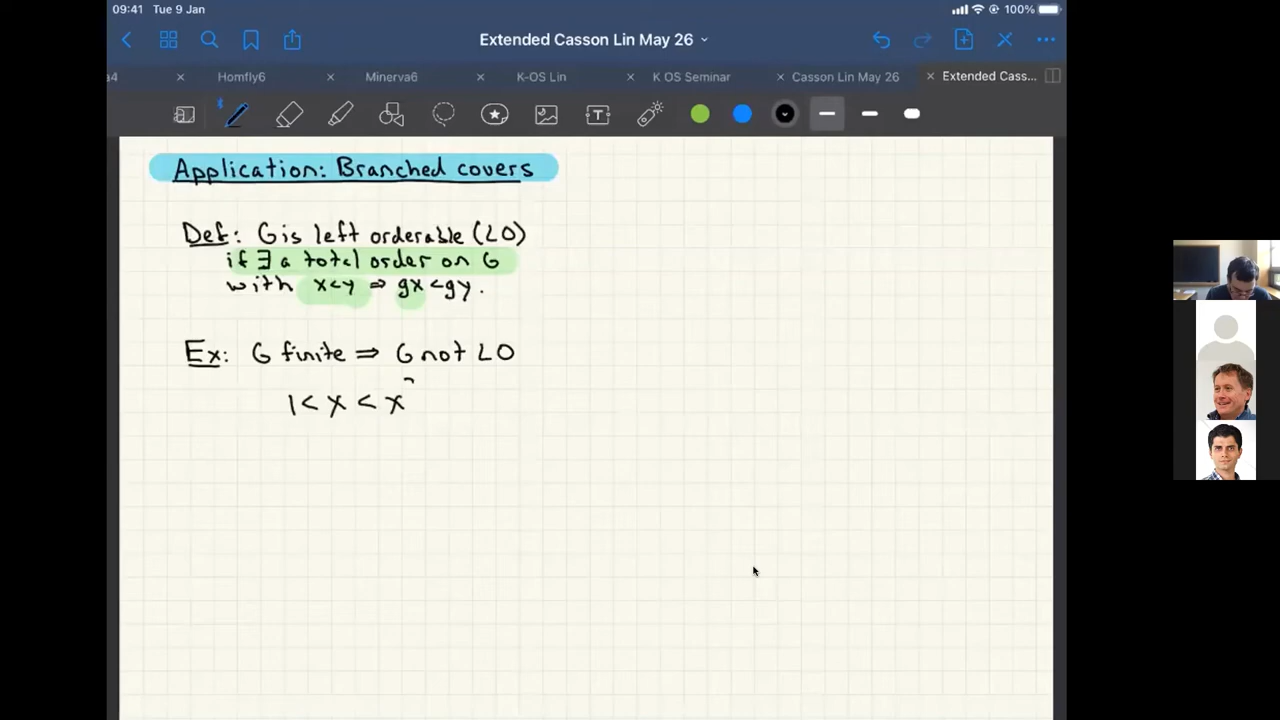 09:41 Tue 9 Jan
100%
Extended Casson Lin May 26
a4
Homfly6
Minerva6
K-OS Lin
K OS Seminar
Casson Lin May 26
Extended Cass...
Application: Branched covers
Def: G is left orderable (LO)
if ∃ a total order on G
with x<y ⇒ gx<gy.
Ex: G finite ⇒ G not LO
1 < x < x